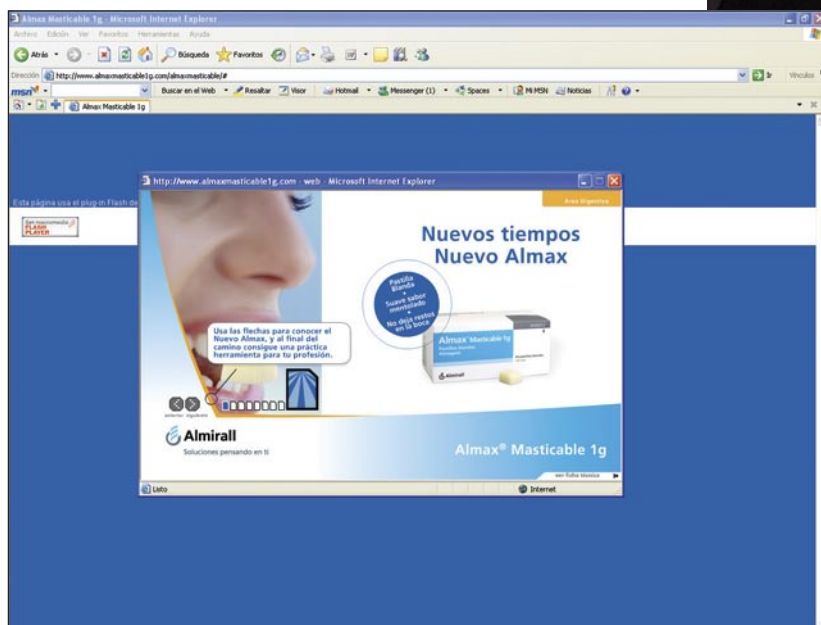 Almax Masticable 1g - Microsoft Internet Explorer
Archivo Edición Ver Favoritos Herramientas Ayuda
Atrás Búsqueda Favoritos
Dirección http://www.almaxmasticable1g.com/almaxmasticable/# Ir Vínculos
msn Buscar en el Web Resaltar Visor Hotmail Messenger (1) Spaces Mi MSN Noticias
Almax Masticable 1g
Esta página usa el plug-in Flash de
Get macromedia
FLASH
PLAYER
http://www.almaxmasticable1g.com - web - Microsoft Internet Explorer
Area Digestiva
Nuevos tiempos
Nuevo Almax
Pastilla
Blanda
Suave sabor
mentolado
No deja restos
en la boca
Usa las flechas para conocer el
Nuevo Almax, y al final del
camino consigue una práctica
herramienta para tu profesión.
Almax Masticable 1g
Almirall
anterior siguiente
Almirall
Soluciones pensando en ti
Almax® Masticable 1g
ver ficha técnica
Listo Internet